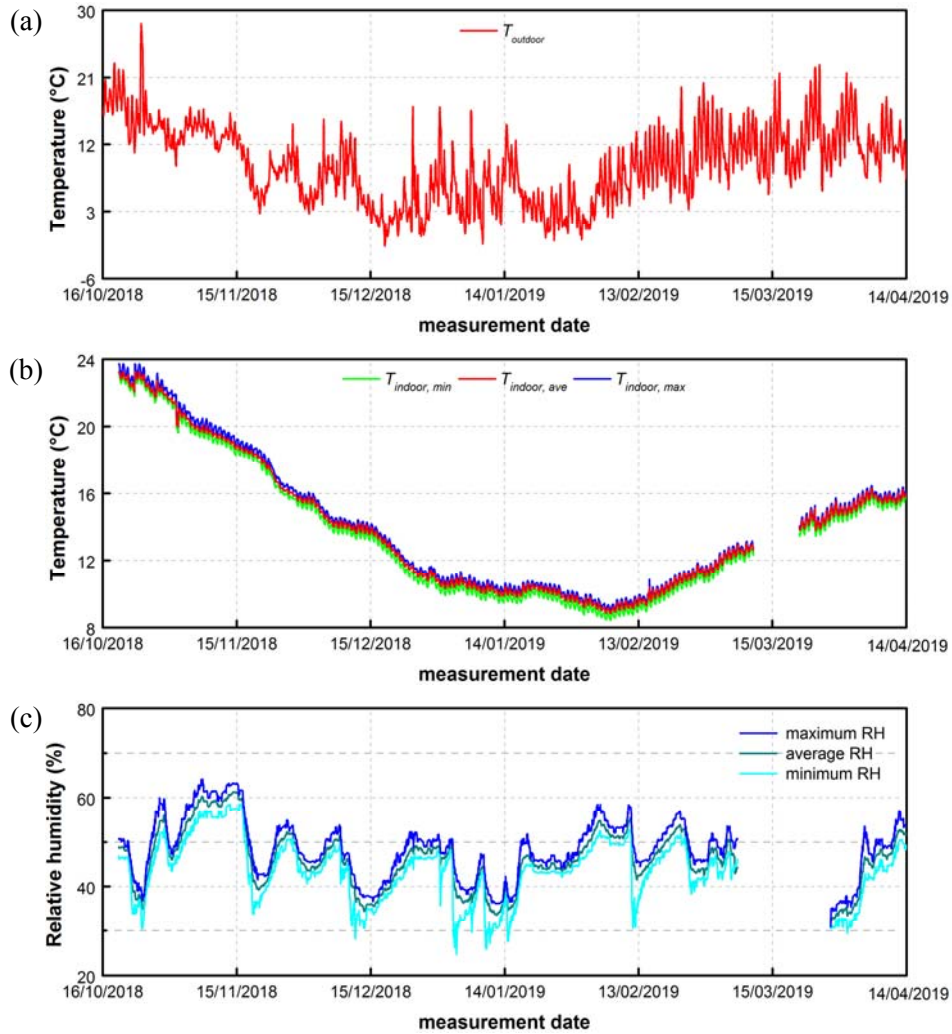 (a)
30
21
12
3
-6
Temperature (°C)
T outdoor
16/10/2018 15/11/2018 15/12/2018 14/01/2019 13/02/2019 15/03/2019 14/04/2019
measurement date
(b)
24
20
16
12
8
Temperature (°C)
T indoor, min T indoor, ave T indoor, max
16/10/2018 15/11/2018 15/12/2018 14/01/2019 13/02/2019 15/03/2019 14/04/2019
measurement date
(c)
80
60
40
20
Relative humidity (%)
maximum RH
average RH
minimum RH
16/10/2018 15/11/2018 15/12/2018 14/01/2019 13/02/2019 15/03/2019 14/04/2019
measurement date